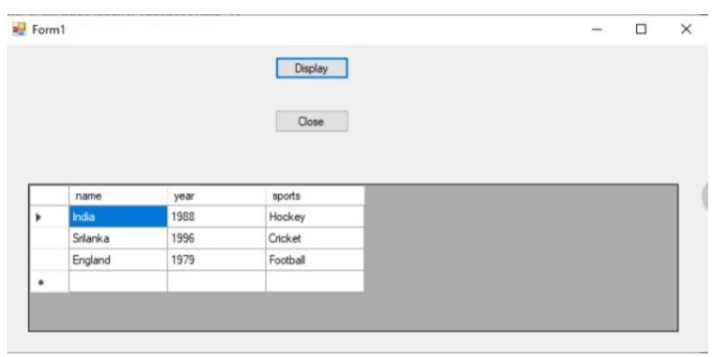 Form1
Display
Close
name year sports
India 1988 Hockey
Srilanka 1996 Cricket
England 1979 Football